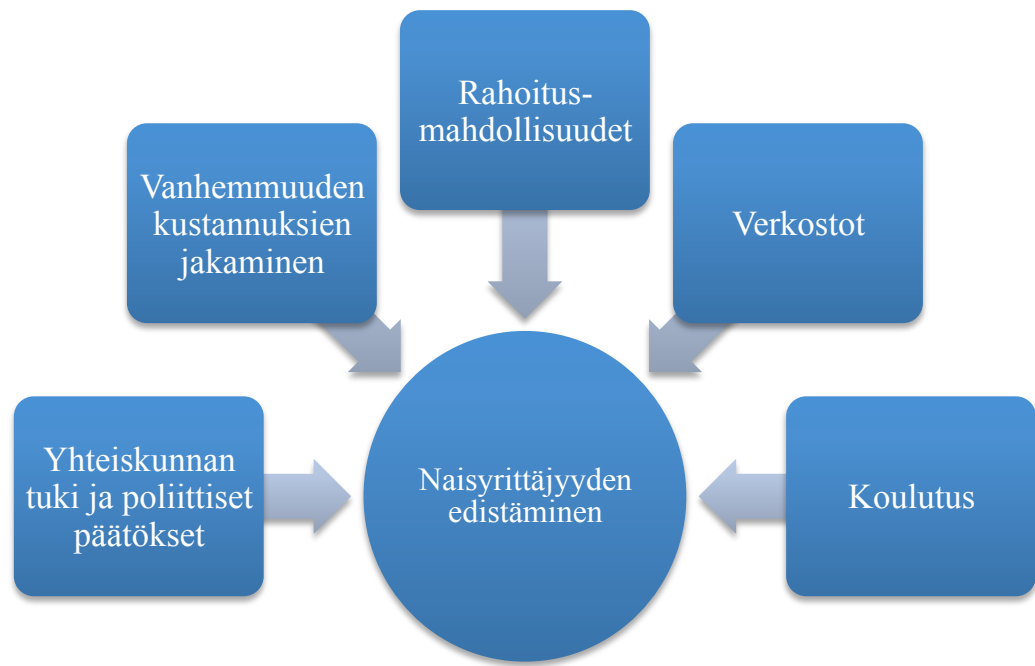 Rahoitus-
mahdollisuudet
Vanhemmuuden
kustannuksien
jakaminen
Verkostot
Yhteiskunnan
tuki ja poliittiset
päätökset
Naisyrittäjyyden
edistäminen
Koulutus